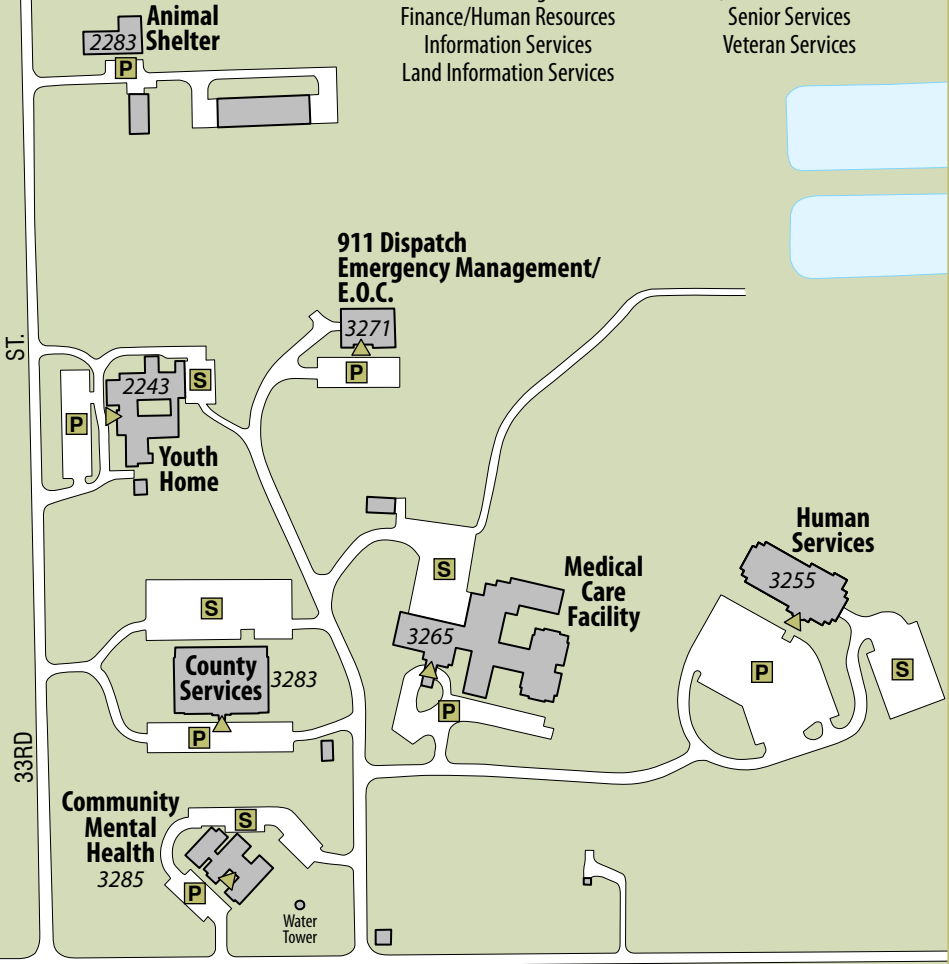 Finance/Human Resources
Information Services
Land Information Services
Senior Services
Veteran Services
Animal
Shelter
2283
P
911 Dispatch
Emergency Management/
E.O.C.
3271
P
ST.
2243
S
P
Youth
Home
Human
Services
3255
P
S
S
Medical
Care
Facility
3265
P
S
County
Services
3283
P
33RD
Community
Mental
Health
3285
S
P
Water
Tower